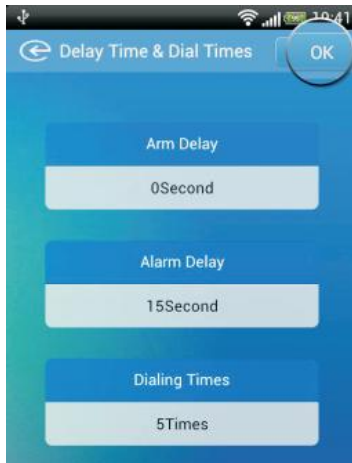 10:41
Delay Time & Dial Times
OK
Arm Delay
0Second
Alarm Delay
15Second
Dialing Times
5Times